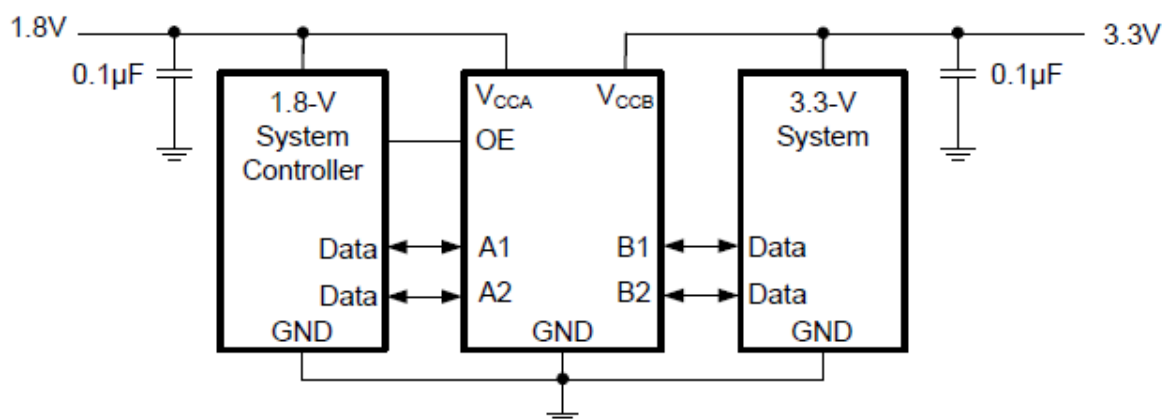 1.8V
3.3V
0.1µF
0.1µF
1.8-V
System
Controller
Data
Data
GND
VCCA
VCCB
OE
A1
B1
A2
B2
GND
3.3-V
System
Data
Data
GND